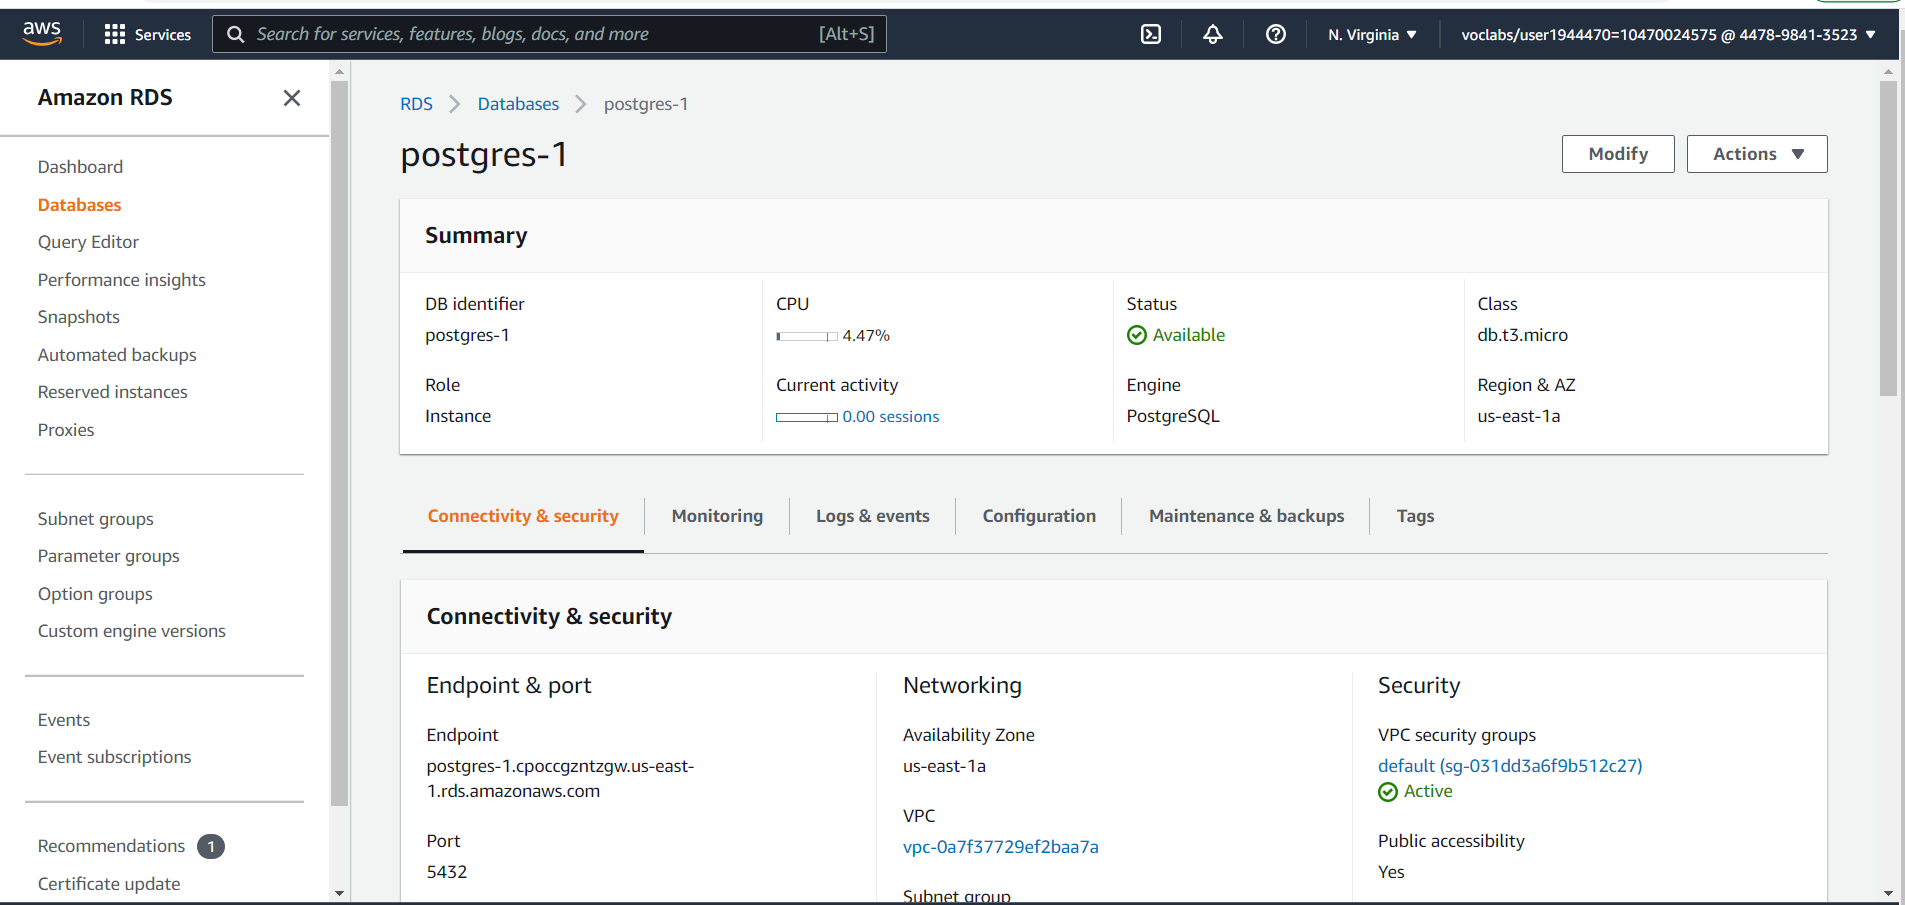 aws
Services
Search for services, features, blogs, docs, and more
[Alt+S]
N. Virginia ▼
voclabs/user1944470=10470024575 @ 4478-9841-3523 ▼
Amazon RDS
Dashboard
Databases
Query Editor
Performance insights
Snapshots
Automated backups
Reserved instances
Proxies
Subnet groups
Parameter groups
Option groups
Custom engine versions
Events
Event subscriptions
Recommendations 1
Certificate update
RDS > Databases > postgres-1
postgres-1
Modify
Actions ▼
Summary
DB identifier
postgres-1
CPU
4.47%
Status
Available
Class
db.t3.micro
Role
Instance
Current activity
0.00 sessions
Engine
PostgreSQL
Region & AZ
us-east-1a
Connectivity & security
Monitoring
Logs & events
Configuration
Maintenance & backups
Tags
Connectivity & security
Endpoint & port
Endpoint
postgres-1.cpoccgzntzgw.us-east-
1.rds.amazonaws.com
Port
5432
Networking
Availability Zone
us-east-1a
VPC
vpc-0a7f37729ef2baa7a
Subnet group
Security
VPC security groups
default (sg-031dd3a6f9b512c27)
Active
Public accessibility
Yes